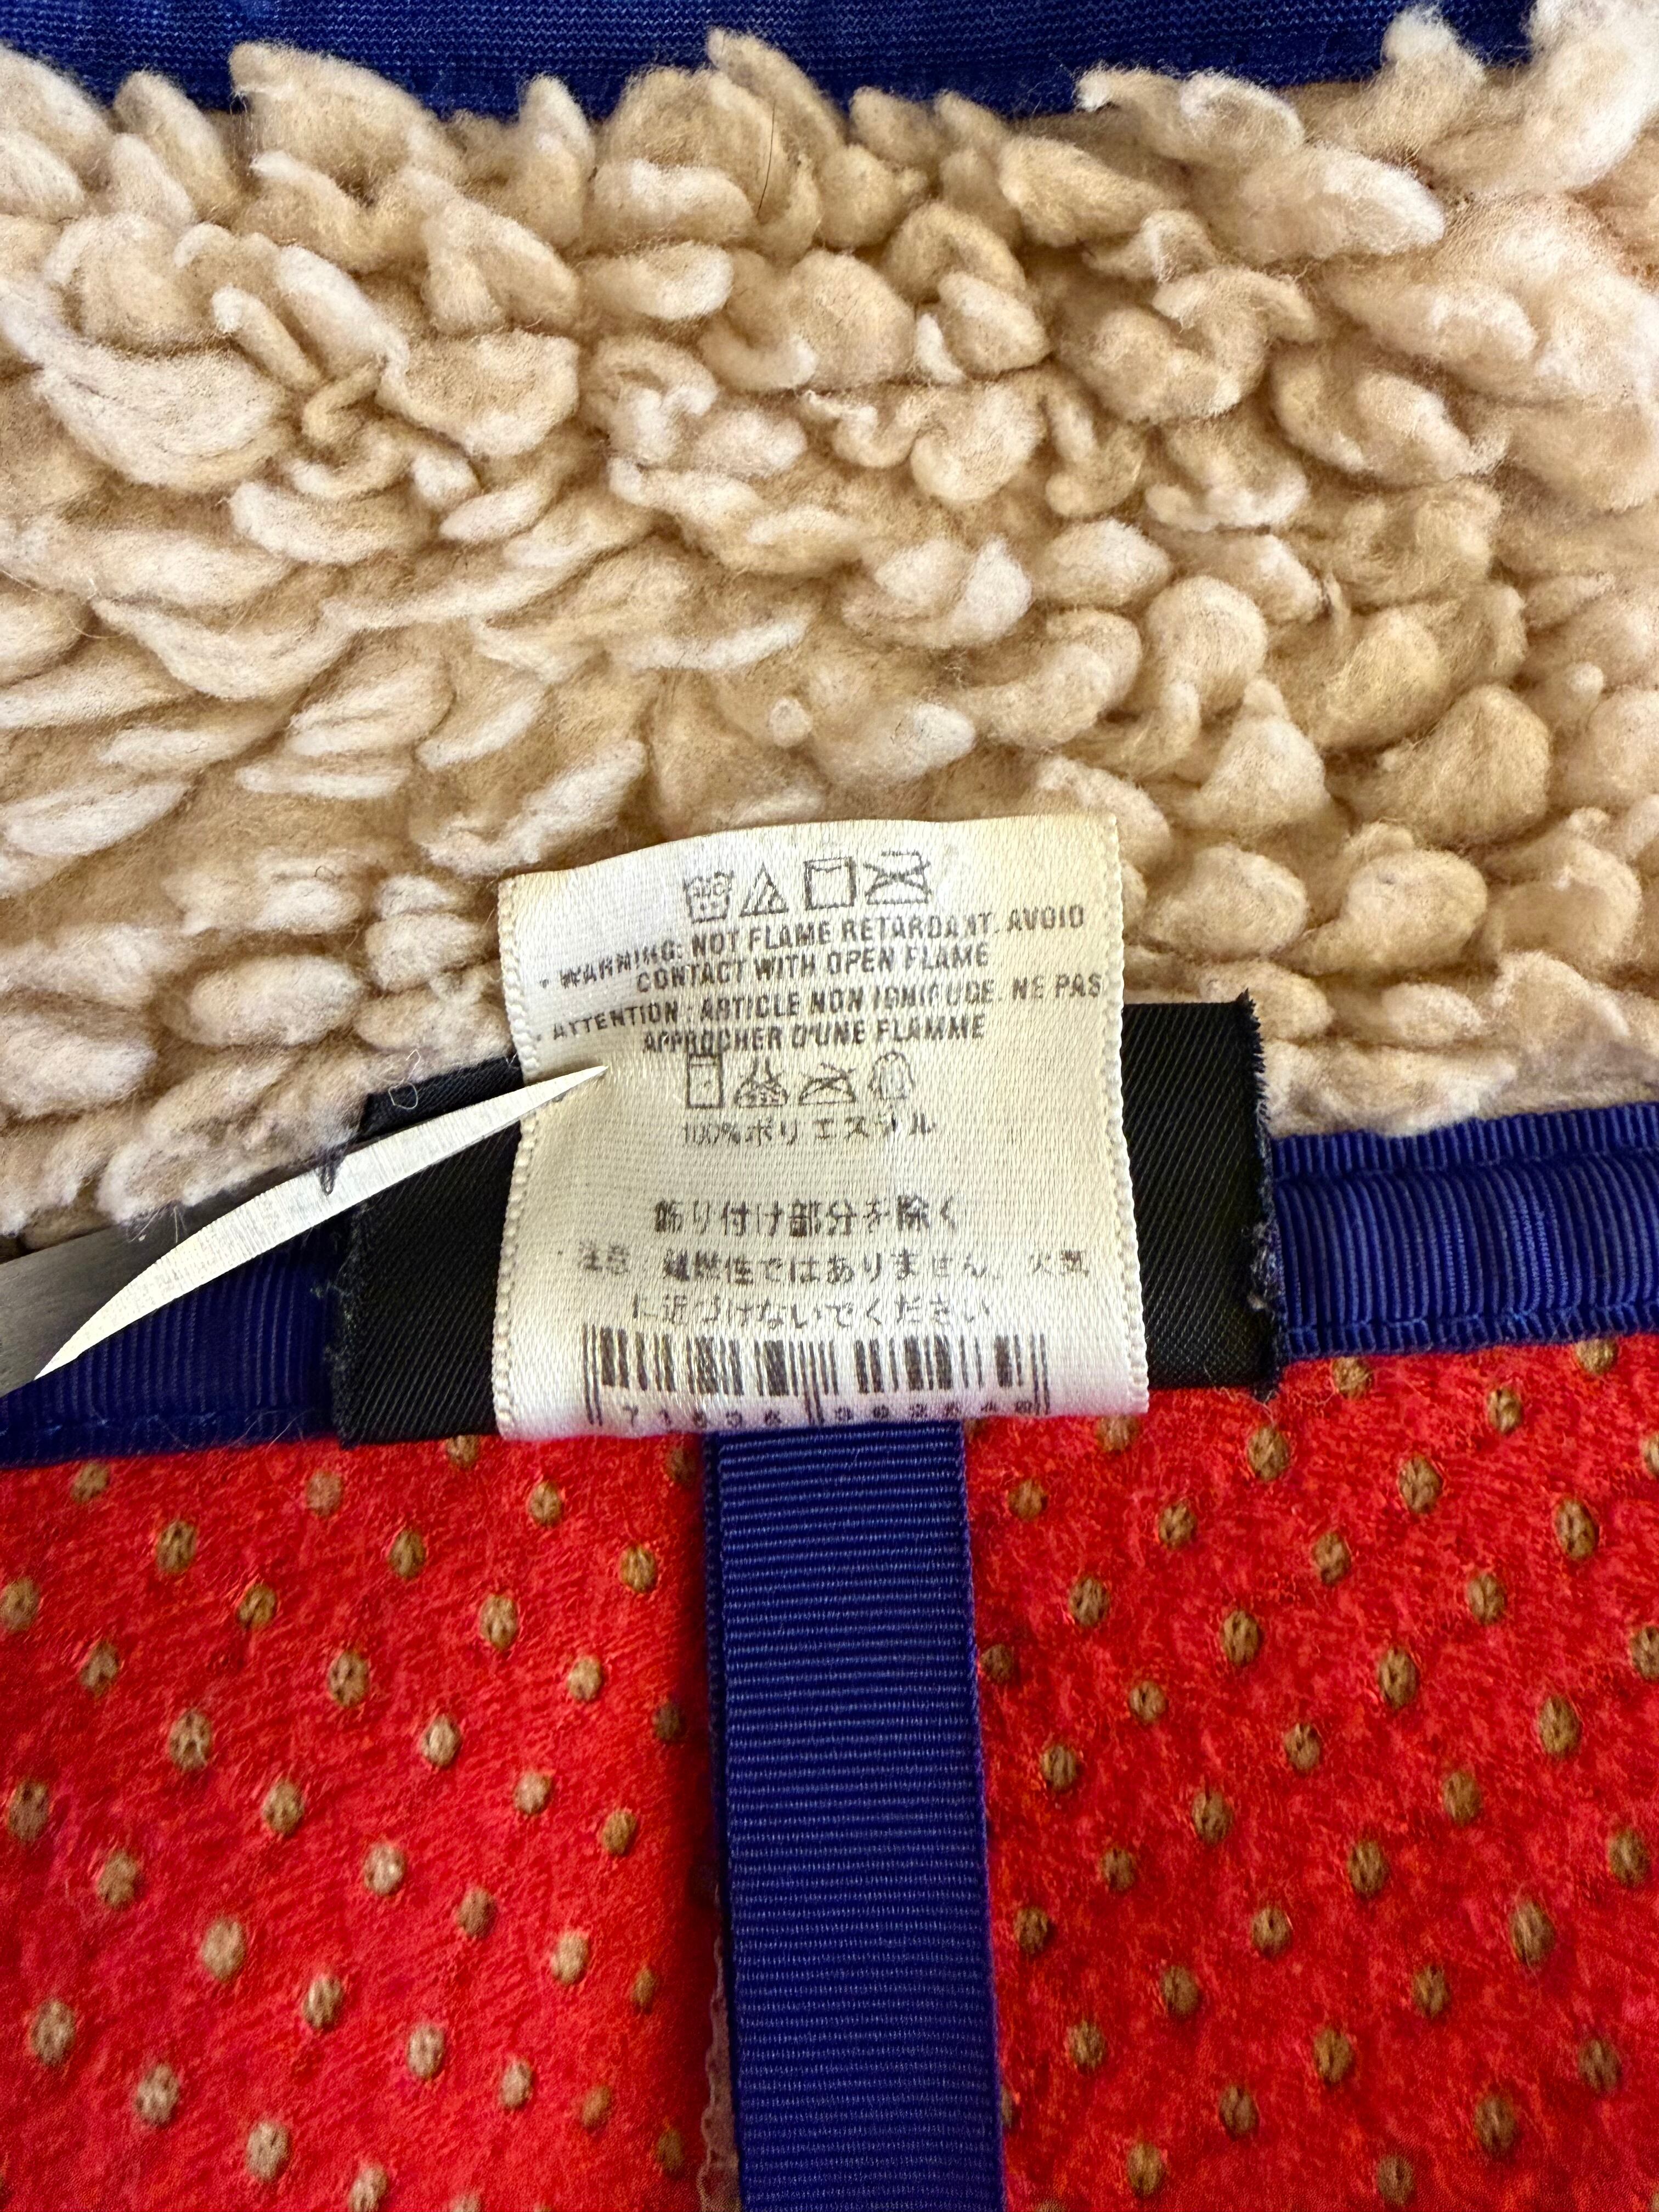 • WARNING: NOT FLAME RETARDANT. AVOID
CONTACT WITH OPEN FLAME
• ATTENTION : ARTICLE NON IGNIFUGE. NE PAS
APPROCHER D'UNE FLAMME
100%ポリエステル
飾り付け部分を除く
・注意 難燃性ではありません。火気
に近づけないでください